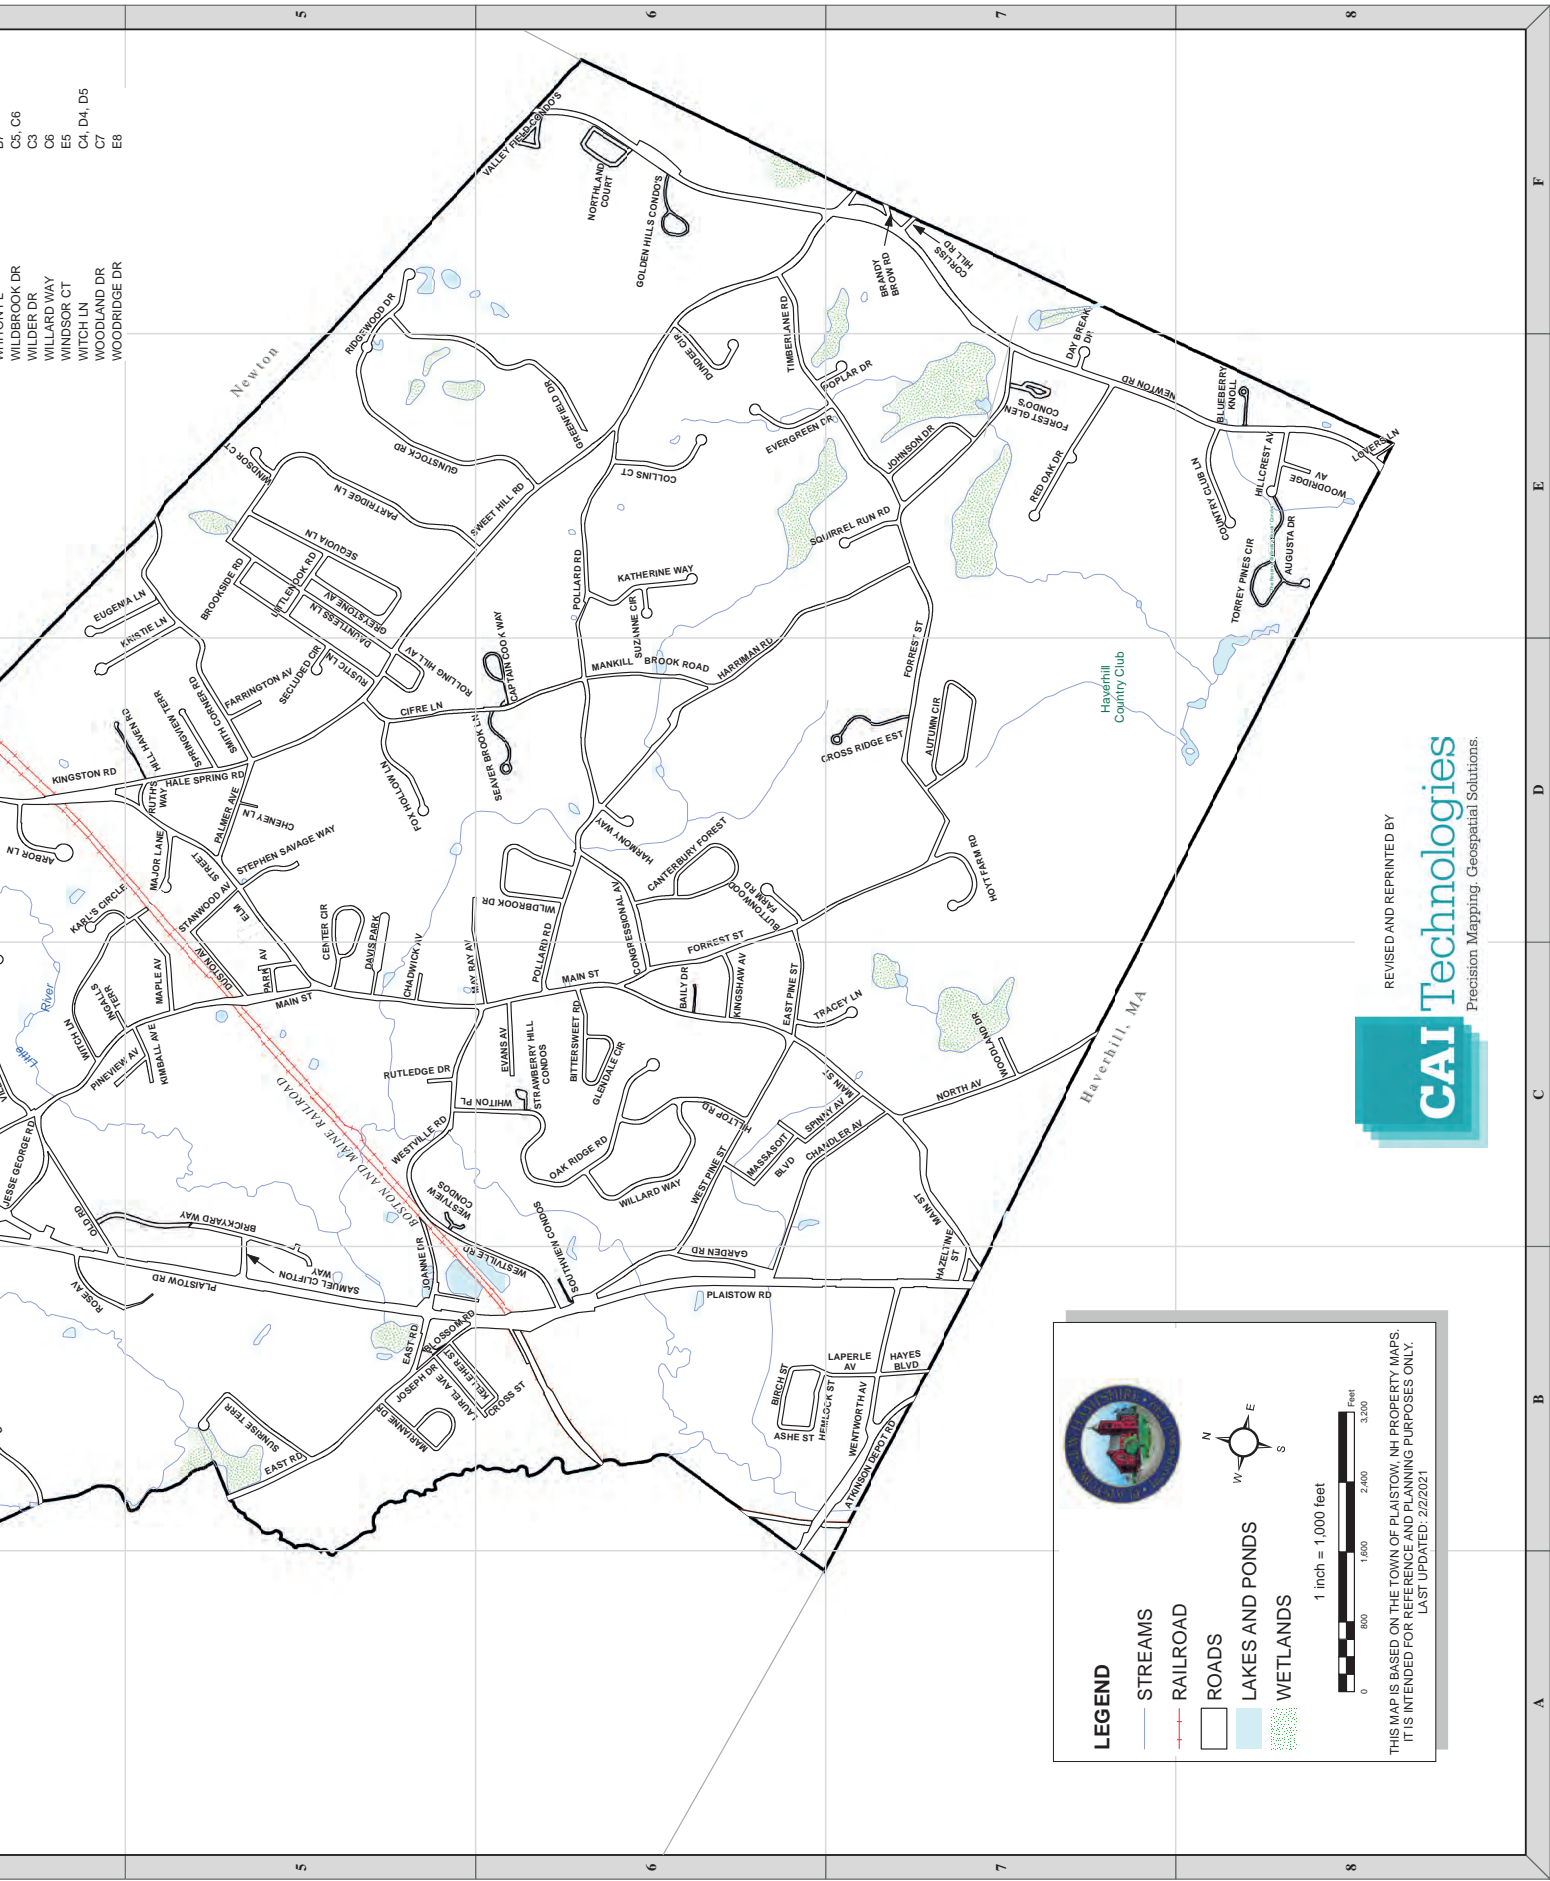 5
6
7
8
C5, C6
C3
C6
E5
C4, D4, D5
C7
E8
WILDBROOK DR
WILDER DR
WILLARD WAY
WINDSOR CT
WITCH LN
WOODLAND DR
WOODRIDGE DR
F
E
D
C
B
A
Newton
VALLEY FIELD CONDO'S
NORTHLAND
COURT
GOLDEN HILLS CONDO'S
BRANDY
BROW RD
CORLISS
HILL RD
RIDGEWOOD DR
DUNDEE CIR
TIMBERLANE RD
POPLAR DR
DAY BREAK
DR
NEWTON RD
BLUEBERRY
KNOLL
LOVERS LN
GREENFIELD DR
GUNSTOCK RD
WINDSOR CT
PARTRIDGE LN
SWEET HILL RD
COLLINS CT
EVERGREEN DR
JOHNSON DR
FOREST GLEN
CONDO'S
RED OAK DR
COUNTRY CLUB LN
HILLCREST AV
WOODRIDGE
AV
SEQUOIA LN
BROOKSIDE RD
LITTLENOOK RD
GREYSTONE AV
DAUNTLESS LN
EUGENIA LN
KRISTIE LN
POLLARD RD
KATHERINE WAY
SUZANNE CIR
SQUIRREL RUN RD
TORREY PINES CIR
AUGUSTA DR
SMITH CORNER RD
FARRINGTON AV
SECLUDED CIR
RUSTIC LN
ROLLING HILL AV
CAPTAIN COOK WAY
MANKILL
BROOK ROAD
HARRIMAN RD
FORREST ST
HILL HAVEN RD
SPRINGVIEW TERR
CIFRE LN
SEAVER BROOK LN
CROSS RIDGE EST
AUTUMN CIR
Haverhill
Country Club
KINGSTON RD
RUTH'S
WAY
HALE SPRING RD
PALMER AVE
CHENEY LN
FOX HOLLOW LN
ARBOR LN
MAJOR LANE
STREET
STEPHEN SAVAGE WAY
HARMONY WAY
CANTERBURY FOREST
HOYT FARM RD
KARL'S CIRCLE
STANWOOD AV
ELM
CENTER CIR
DAVIS PARK
WILDBROOK DR
CONGRESSIONAL AV
BUTTONWOOD
FARM RD
FORREST ST
River
Little
INGALLS
TERR
MAPLE AV
DUSTON AV
PARK AV
MAIN ST
CHADWICK AV
MAY RAY AV
POLLARD RD
MAIN ST
BAILY DR
KINGSHAW AV
EAST PINE ST
TRACEY LN
WITCH LN
PINEVIEW AV
KIMBALL AVE
RUTLEDGE DR
EVANS AV
STRAWBERRY HILL
CONDOS
BITTERSWEET RD
GLENDALE CIR
WOODLAND DR
NORTH AV
Haverhill, MA
JESSE GEORGE RD
BOSTON AND MAINE RAILROAD
WESTVILLE RD
WHITON PL
OAK RIDGE RD
WILLARD WAY
HILLTOP RD
WEST PINE ST
MASSASOIT
BLVD
SPINNY AV
MAIN ST
CHANDLER AV
OLD RD
BRICKYARD WAY
WESTVIEW
CONDOS
SOUTHVIEW CONDOS
GARDEN RD
MAIN ST
HAZELTINE
ST
ROSE AV
PLAISTOW RD
SAMUEL CLIFTON
WAY
JOANNE DR
WESTVILLE RD
PLAISTOW RD
EAST RD
BLOSSOM RD
KELLEHER ST
JOSEPH DR
LAUREL AVE
CROSS ST
MARIANNE DR
SUNRISE TERR
EAST RD
BIRCH ST
LAPERLE
AV
HAYES
BLVD
ASHE ST
HEMLOCK ST
WENTWORTH AV
ATKINSON DEPOT RD
REVISED AND REPRINTED BY
CAI Technologies
Precision Mapping. Geospatial Solutions.
LEGEND
STREAMS
RAILROAD
ROADS
LAKES AND PONDS
WETLANDS
N
W
E
S
1 inch = 1,000 feet
0
800
1,600
2,400
3,200
Feet
THIS MAP IS BASED ON THE TOWN OF PLAISTOW, NH PROPERTY MAPS.
IT IS INTENDED FOR REFERENCE AND PLANNING PURPOSES ONLY.
LAST UPDATED: 2/2/2021
5
6
7
8
F
E
D
C
B
A